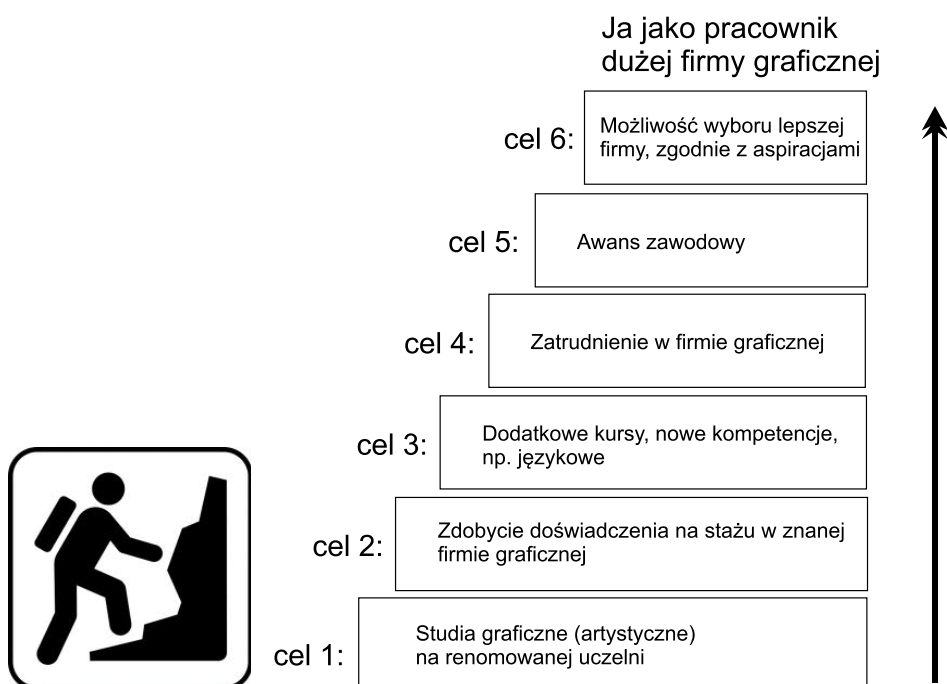 Ja jako pracownik
dużej firmy graficznej
cel 6:
Możliwość wyboru lepszej
firmy, zgodnie z aspiracjami
cel 5:
Awans zawodowy
cel 4:
Zatrudnienie w firmie graficznej
cel 3:
Dodatkowe kursy, nowe kompetencje,
np. językowe
cel 2:
Zdobycie doświadczenia na stażu w znanej
firmie graficznej
cel 1:
Studia graficzne (artystyczne)
na renomowanej uczelni